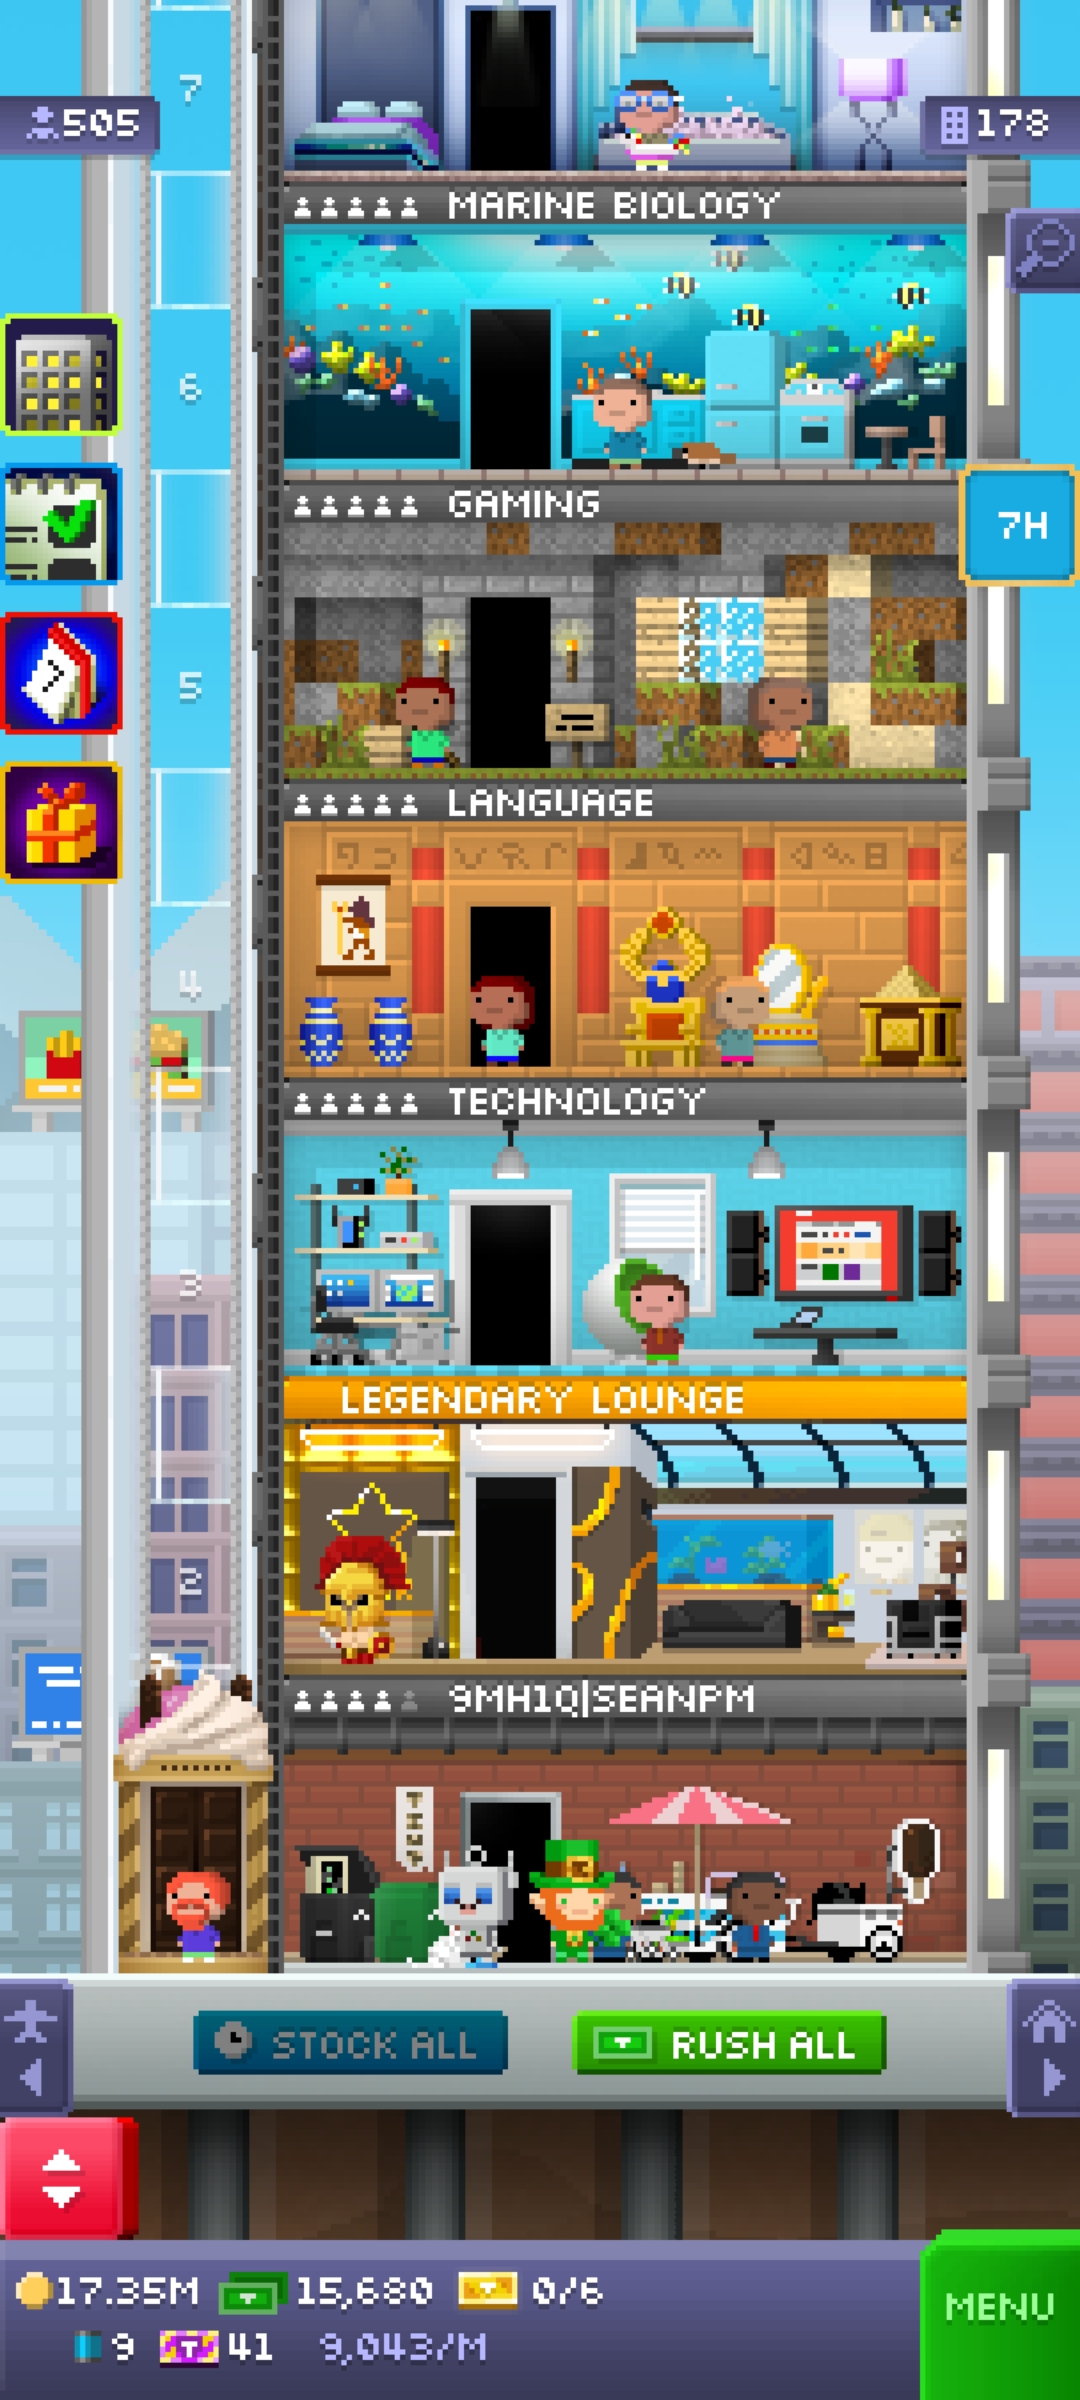 7
505
178
MARINE BIOLOGY
6
GAMING
7H
5
LANGUAGE
4
TECHNOLOGY
3
LEGENDARY LOUNGE
2
9MH1Q|SEANPM
STOCK ALL
RUSH ALL
17.35M 15,680 0/6
MENU
9 41 9,043/M